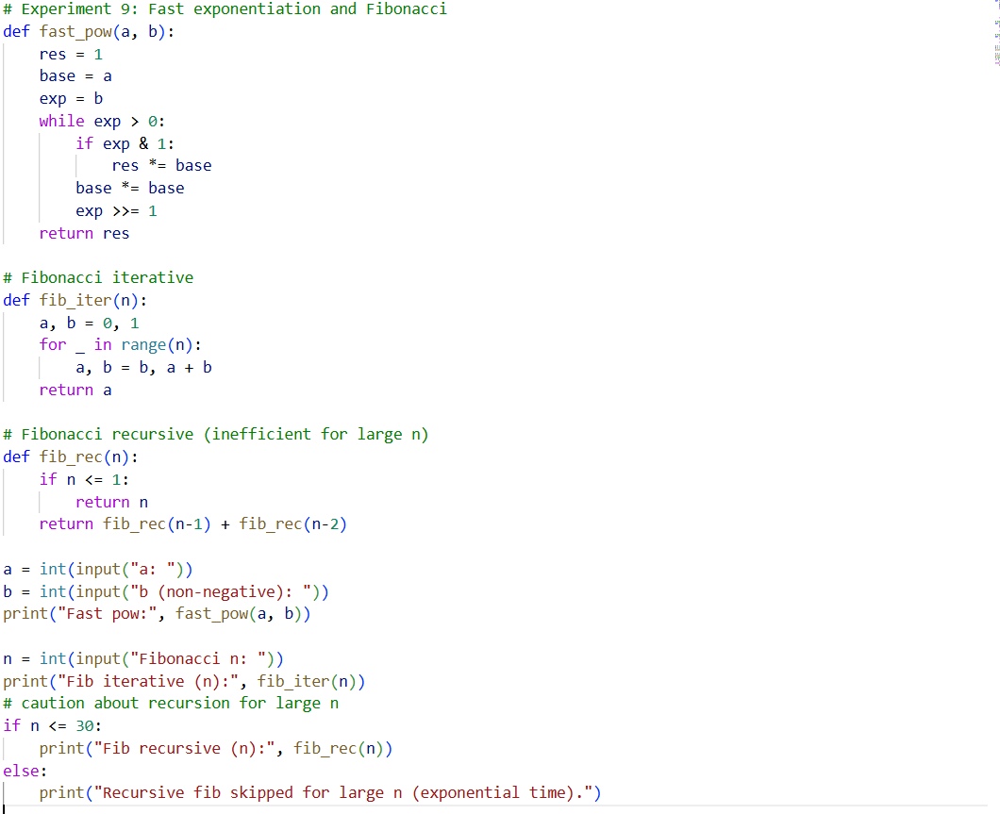 # Experiment 9: Fast exponentiation and Fibonacci
def fast_pow(a, b):
    res = 1
    base = a
    exp = b
    while exp > 0:
        if exp & 1:
            res *= base
        base *= base
        exp >>= 1
    return res

# Fibonacci iterative
def fib_iter(n):
    a, b = 0, 1
    for _ in range(n):
        a, b = b, a + b
    return a

# Fibonacci recursive (inefficient for large n)
def fib_rec(n):
    if n <= 1:
        return n
    return fib_rec(n-1) + fib_rec(n-2)

a = int(input("a: "))
b = int(input("b (non-negative): "))
print("Fast pow:", fast_pow(a, b))

n = int(input("Fibonacci n: "))
print("Fib iterative (n):", fib_iter(n))
# caution about recursion for large n
if n <= 30:
    print("Fib recursive (n):", fib_rec(n))
else:
    print("Recursive fib skipped for large n (exponential time).")